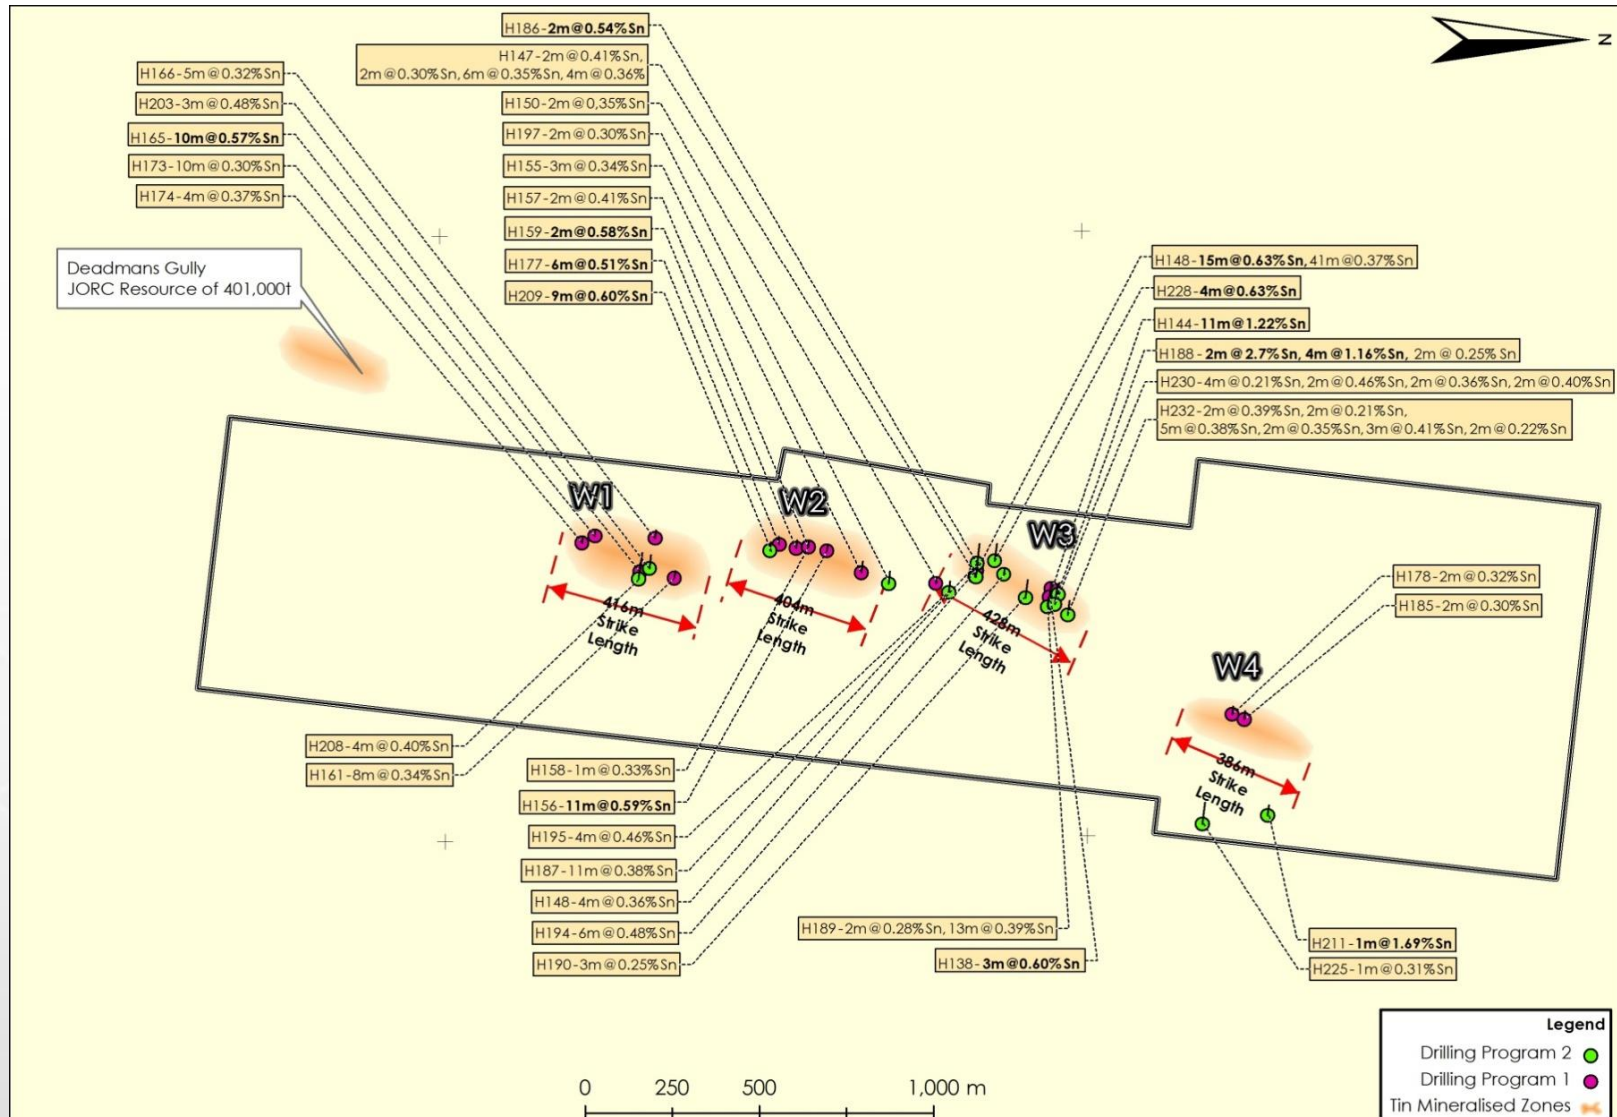 H186-2m@0.54%Sn
H147-2m@0.41%Sn,
2m@0.30%Sn, 6m@0.35%Sn, 4m@0.36%
H150-2m@0,35%Sn
H197-2m@0.30%Sn
H155-3m@0.34%Sn
H157-2m@0.41%Sn
H159-2m@0.58%Sn
H177-6m@0.51%Sn
H209-9m@0.60%Sn
N
H166-5m@0.32%Sn
H203-3m@0.48%Sn
H165-10m@0.57%Sn
H173-10m@0.30%Sn
H174-4m@0.37%Sn
Deadmans Gully
JORC Resource of 401,000t
H148-15m@0.63%Sn, 41m@0.37%Sn
H228-4m@0.63%Sn
H144-11m@1.22%Sn
H188-2m@2.7%Sn, 4m@1.16%Sn, 2m@0.25%Sn
H230-4m@0.21%Sn, 2m@0.46%Sn, 2m@0.36%Sn, 2m@0.40%Sn
H232-2m@0.39%Sn, 2m@0.21%Sn,
5m@0.38%Sn, 2m@0.35%Sn, 3m@0.41%Sn, 2m@0.22%Sn
W1
W2
W3
W4
416m
Strike
Length
404m
Strike
Length
428m
Strike
Length
386m
Strike
Length
H178-2m@0.32%Sn
H185-2m@0.30%Sn
H208-4m@0.40%Sn
H161-8m@0.34%Sn
H158-1m@0.33%Sn
H156-11m@0.59%Sn
H195-4m@0.46%Sn
H187-11m@0.38%Sn
H148-4m@0.36%Sn
H194-6m@0.48%Sn
H190-3m@0.25%Sn
H189-2m@0.28%Sn, 13m@0.39%Sn
H138-3m@0.60%Sn
H211-1m@1.69%Sn
H225-1m@0.31%Sn
Legend
Drilling Program 2
Drilling Program 1
Tin Mineralised Zones
0 250 500 1,000 m